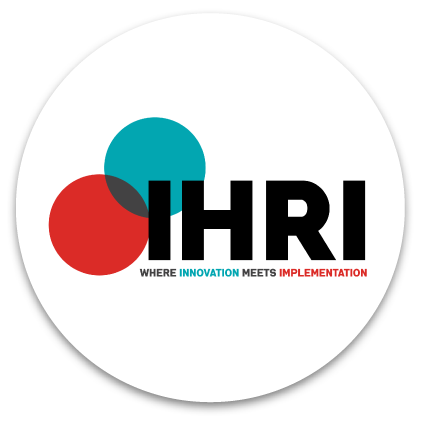 IHRI
WHERE INNOVATION MEETS IMPLEMENTATION